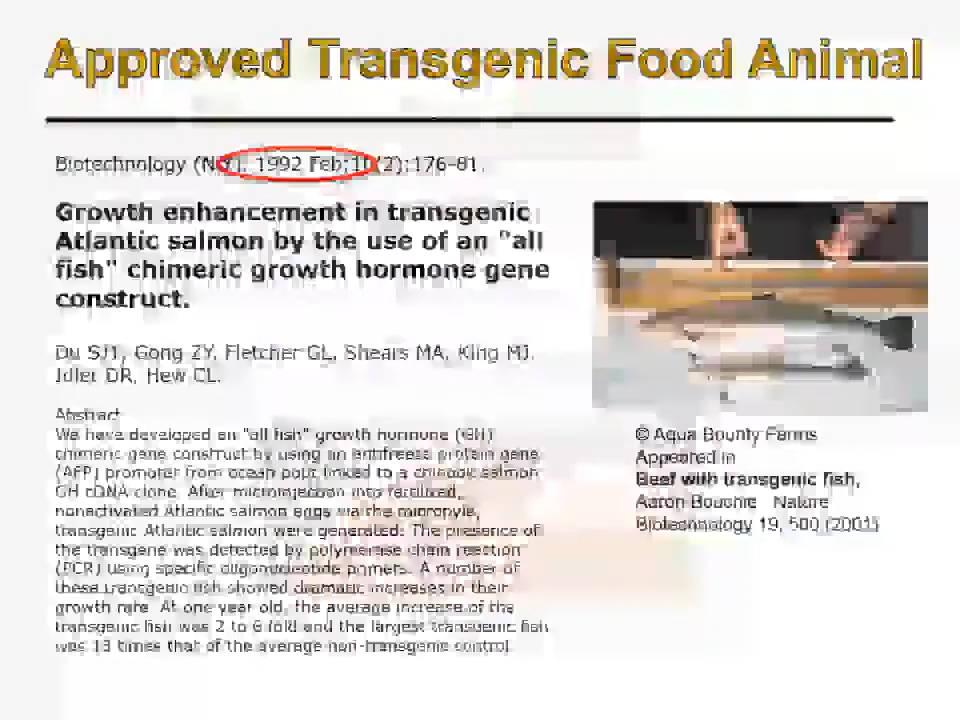 Approved Transgenic Food Animal
Biotechnology (N Y). 1992 Feb;10(2):176-81.
Growth enhancement in transgenic
Atlantic salmon by the use of an "all
fish" chimeric growth hormone gene
construct.
Du SJ1, Gong ZY, Fletcher GL, Shears MA, King MJ,
Idler DR, Hew CL.
Abstract
We have developed an "all fish" growth hormone (GH)
chimeric gene construct by using an antifreeze protein gene
(AFP) promoter from ocean pout linked to a chinook salmon
GH cDNA clone. After microinjection into fertilized,
nonactivated Atlantic salmon eggs via the micropyle,
transgenic Atlantic salmon were generated. The presence of
the transgene was detected by polymerase chain reaction
(PCR) using specific oligonucleotide primers. A number of
these transgenic fish showed dramatic increases in their
growth rate. At one year old, the average increase of the
transgenic fish was 2 to 6 fold and the largest transgenic fish
was 13 times that of the average non-transgenic control.
© Aqua Bounty Farms
Appeared in
Beef with transgenic fish,
Aaron Bouchie Nature
Biotechnology 19, 500 (2001)